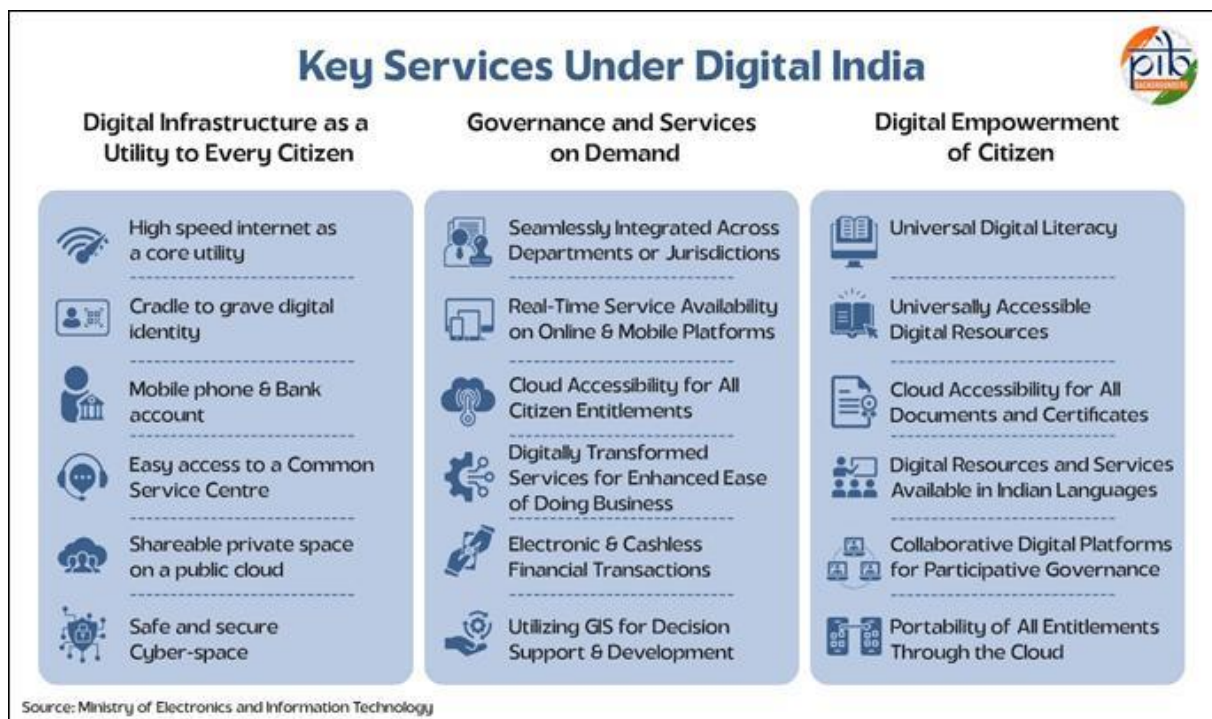 Key Services Under Digital India
pib
BACKGROUNDERS
Digital Infrastructure as a
Utility to Every Citizen
High speed internet as
a core utility
Cradle to grave digital
identity
Mobile phone & Bank
account
Easy access to a Common
Service Centre
Shareable private space
on a public cloud
Safe and secure
Cyber-space
Governance and Services
on Demand
Seamlessly Integrated Across
Departments or Jurisdictions
Real-Time Service Availability
on Online & Mobile Platforms
Cloud Accessibility for All
Citizen Entitlements
Digitally Transformed
Services for Enhanced Ease
of Doing Business
Electronic & Cashless
Financial Transactions
Utilizing GIS for Decision
Support & Development
Digital Empowerment
of Citizen
Universal Digital Literacy
Universally Accessible
Digital Resources
Cloud Accessibility for All
Documents and Certificates
Digital Resources and Services
Available in Indian Languages
Collaborative Digital Platforms
for Participative Governance
Portability of All Entitlements
Through the Cloud
Source: Ministry of Electronics and Information Technology